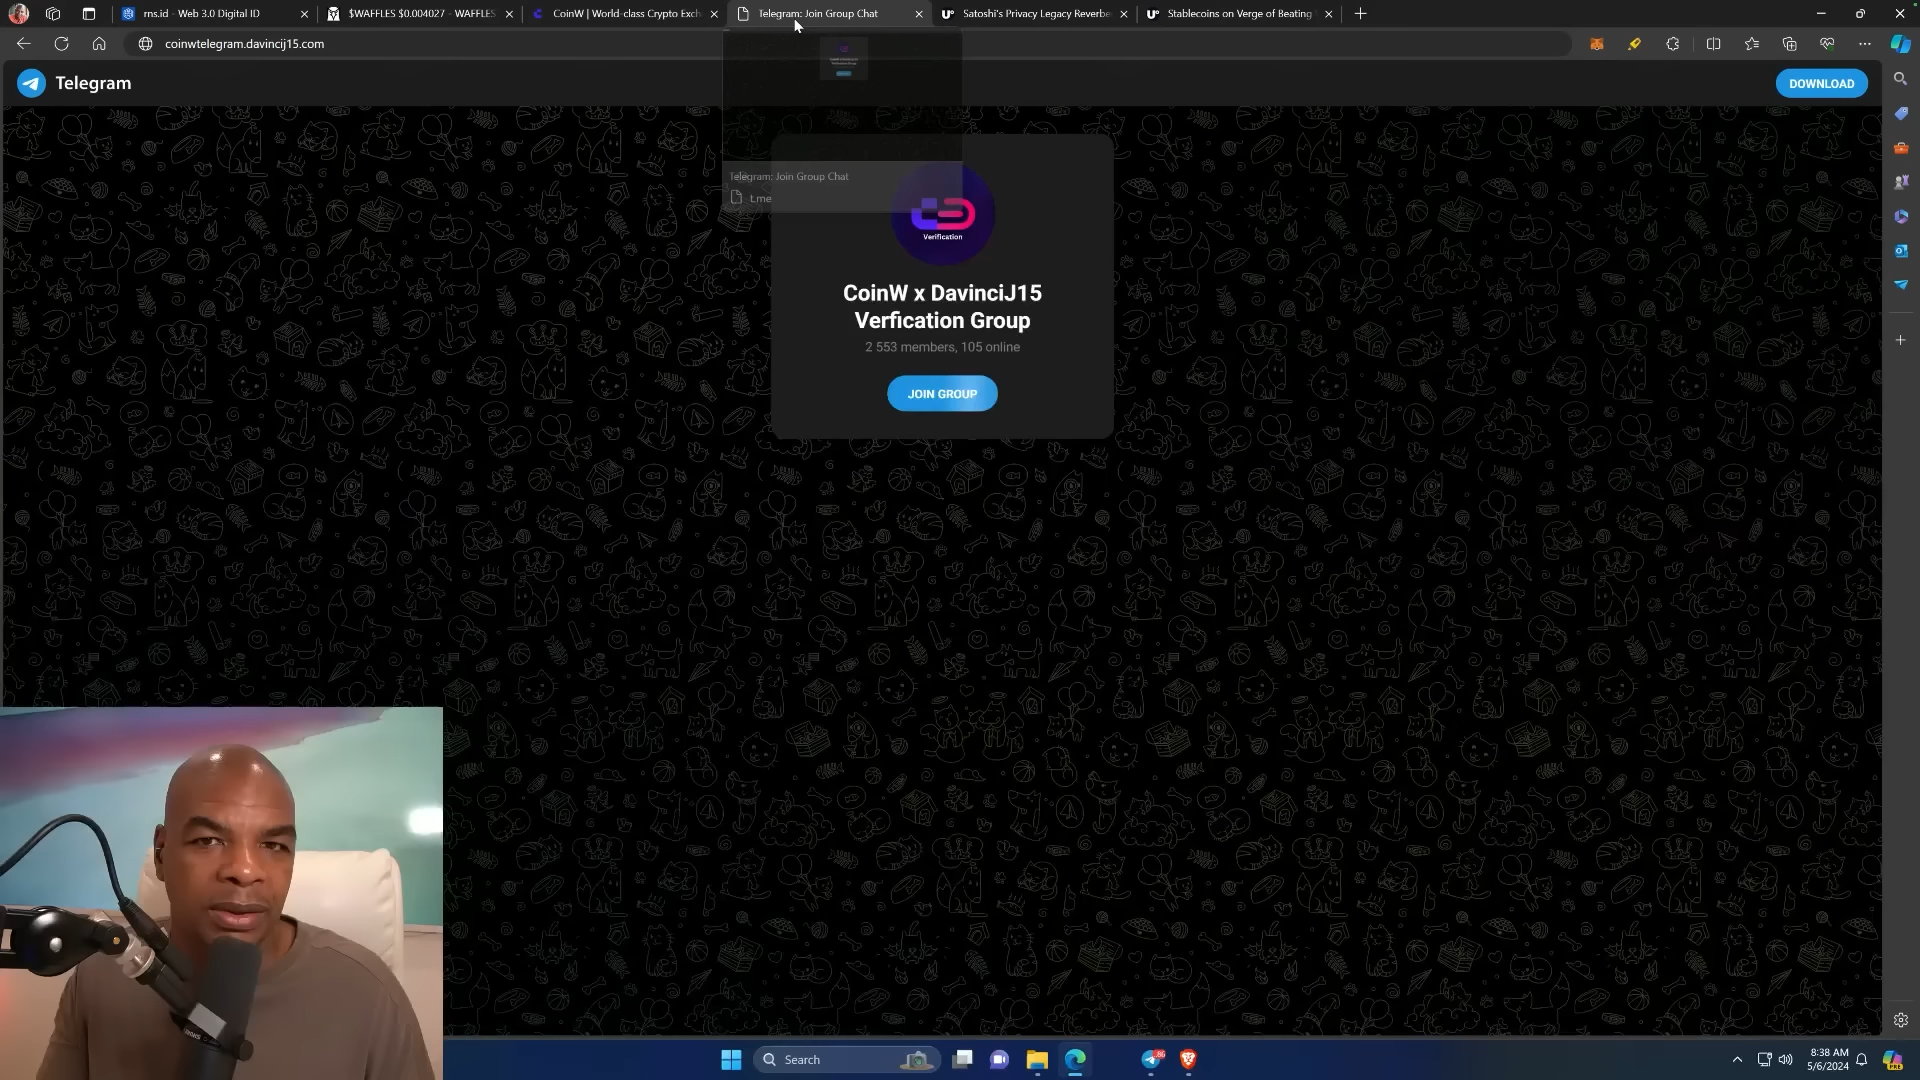 rns.id - Web 3.0 Digital ID
$WAFFLES $0.004027 - WAFFLES
CoinW | World-class Crypto Exch
Telegram: Join Group Chat
Satoshi's Privacy Legacy Reverbe
Stablecoins on Verge of Beating
coinwtelegram.davincij15.com
Telegram
DOWNLOAD
Telegram: Join Group Chat
t.me
Verification
CoinW x DavinciJ15
Verfication Group
2 553 members, 105 online
JOIN GROUP
Search
8:38 AM
5/6/2024